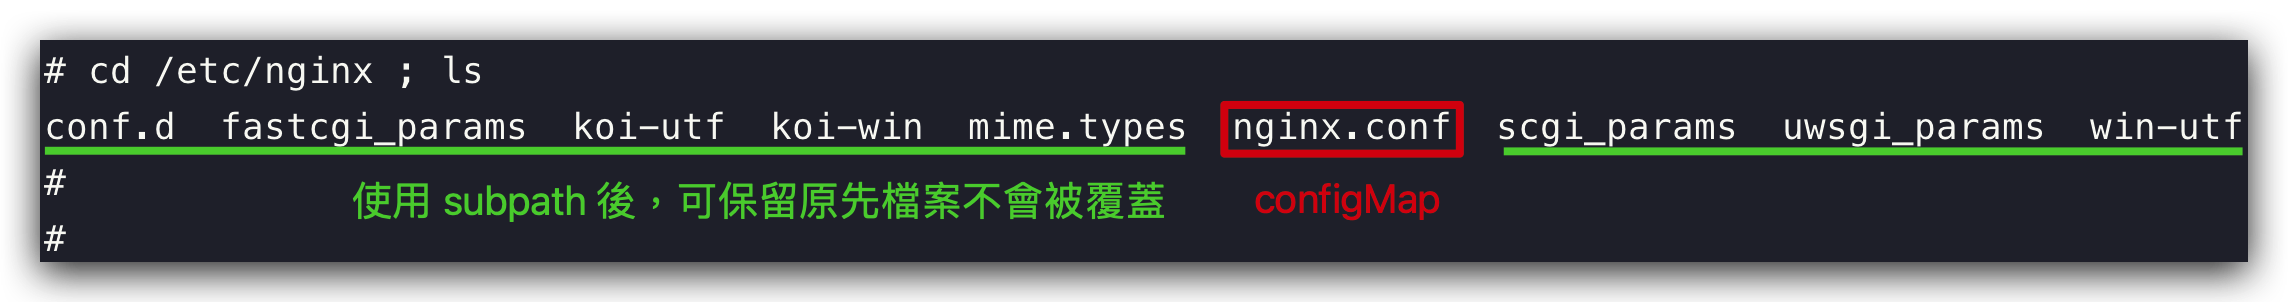 # cd /etc/nginx ; ls
conf.d  fastcgi_params  koi-utf  koi-win  mime.types  nginx.conf  scgi_params  uwsgi_params  win-utf
#
使用 subpath 後，可保留原先檔案不會被覆蓋
configMap
#